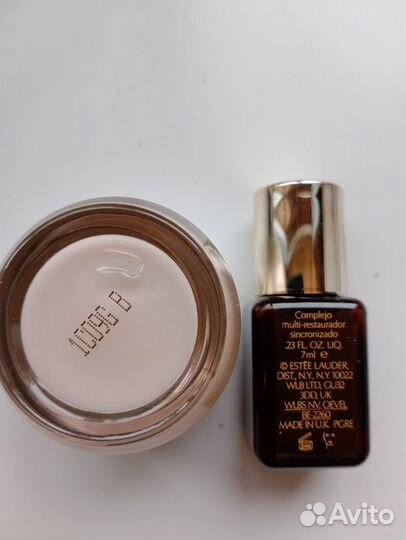 1CD9G B
Complejo
multi-restaurador
sincronizado
.23 FL. OZ. LIQ.
7ml e
© ESTĒE LAUDER,
DIST., N.Y., N.Y. 10022
WLB LTD, GU32
3DD, UK
WLBS NV. OEVEL
BE-2260
MADE IN U.K. PGRE
Avito